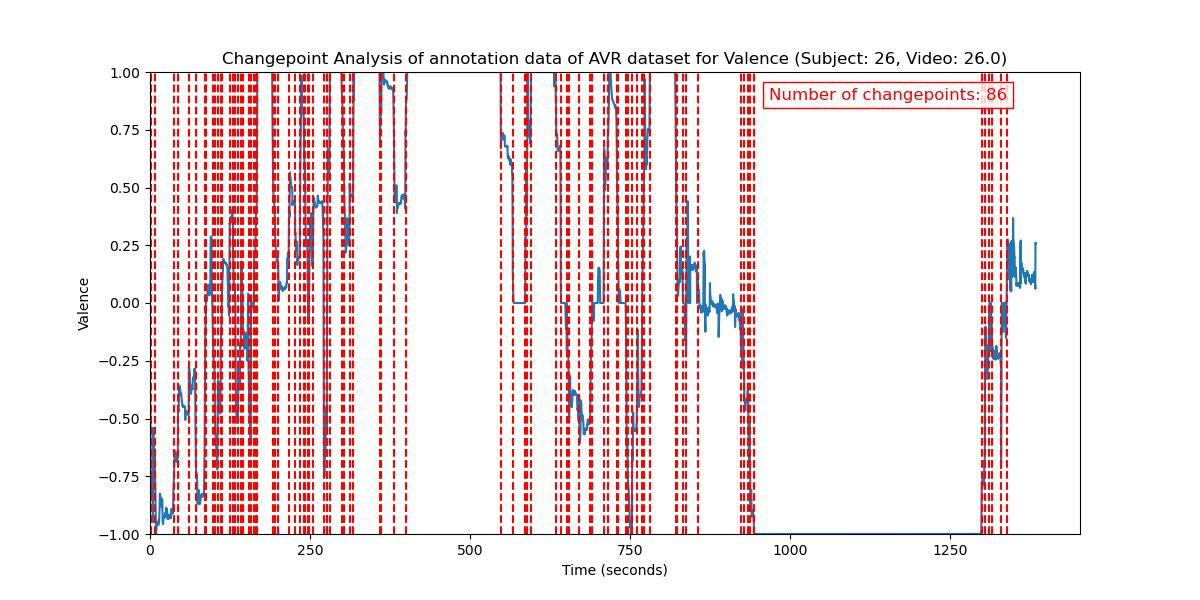 Changepoint Analysis of annotation data of AVR dataset for Valence (Subject: 26, Video: 26.0)
Number of changepoints: 86
1.00
0.75
0.50
0.25
0.00
−0.25
−0.50
−0.75
−1.00
Valence
0 250 500 750 1000 1250
Time (seconds)